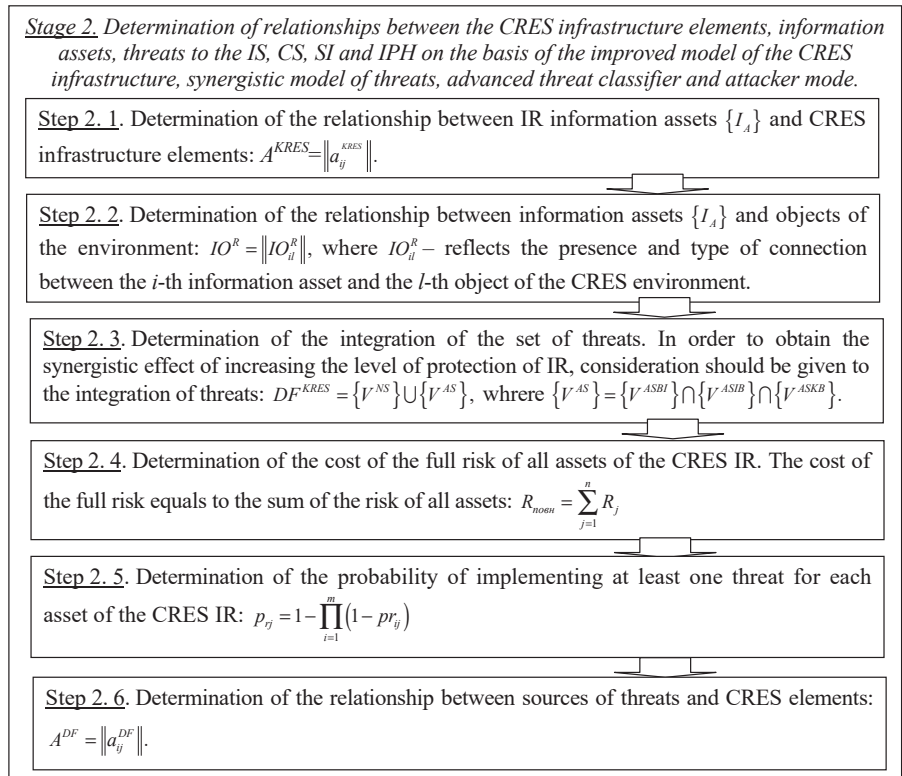 Stage 2. Determination of relationships between the CRES infrastructure elements, information
assets, threats to the IS, CS, SI and IPH on the basis of the improved model of the CRES
infrastructure, synergistic model of threats, advanced threat classifier and attacker mode.
Step 2. 1. Determination of the relationship between IR information assets {I_A} and CRES
infrastructure elements: A^{KRES}=‖a_{ij}^{KRES}‖.
Step 2. 2. Determination of the relationship between information assets {I_A} and objects of
the environment: IO^R = ‖IO_{il}^R‖, where IO_{il}^R – reflects the presence and type of connection
between the i-th information asset and the l-th object of the CRES environment.
Step 2. 3. Determination of the integration of the set of threats. In order to obtain the
synergistic effect of increasing the level of protection of IR, consideration should be given to
the integration of threats: DF^{KRES} = {V^{NS}}∪{V^{AS}}, whrere {V^{AS}} = {V^{ASBI}}∩{V^{ASIB}}∩{V^{ASKB}}.
Step 2. 4. Determination of the cost of the full risk of all assets of the CRES IR. The cost of
the full risk equals to the sum of the risk of all assets: R_{повн} = ∑_{j=1}^{n} R_j
Step 2. 5. Determination of the probability of implementing at least one threat for each
asset of the CRES IR: p_{rj} = 1 − ∏_{i=1}^{m} (1 − pr_{ij})
Step 2. 6. Determination of the relationship between sources of threats and CRES elements:
A^{DF} = ‖a_{ij}^{DF}‖.